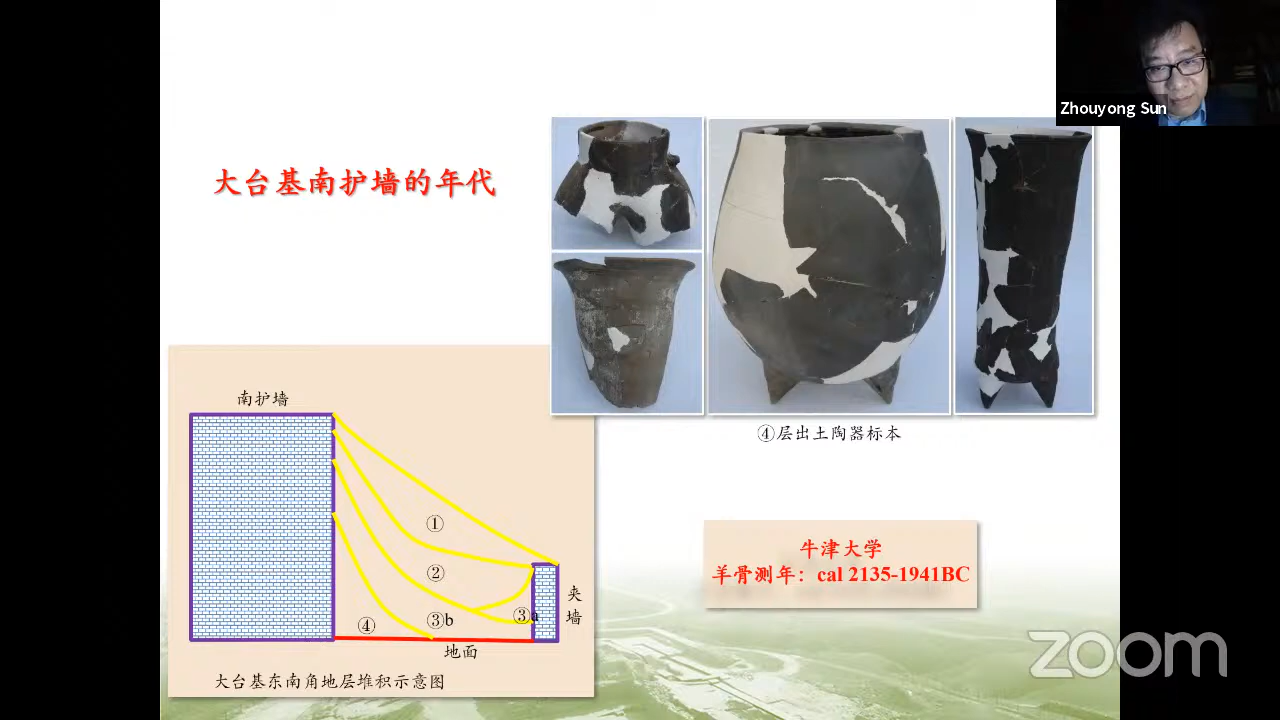 Zhouyong Sun
大台基南护墙的年代
④层出土陶器标本
南护墙
①
②
③b
③a
④
夹
墙
地面
大台基东南角地层堆积示意图
牛津大学
羊骨测年：cal 2135-1941BC
zoom